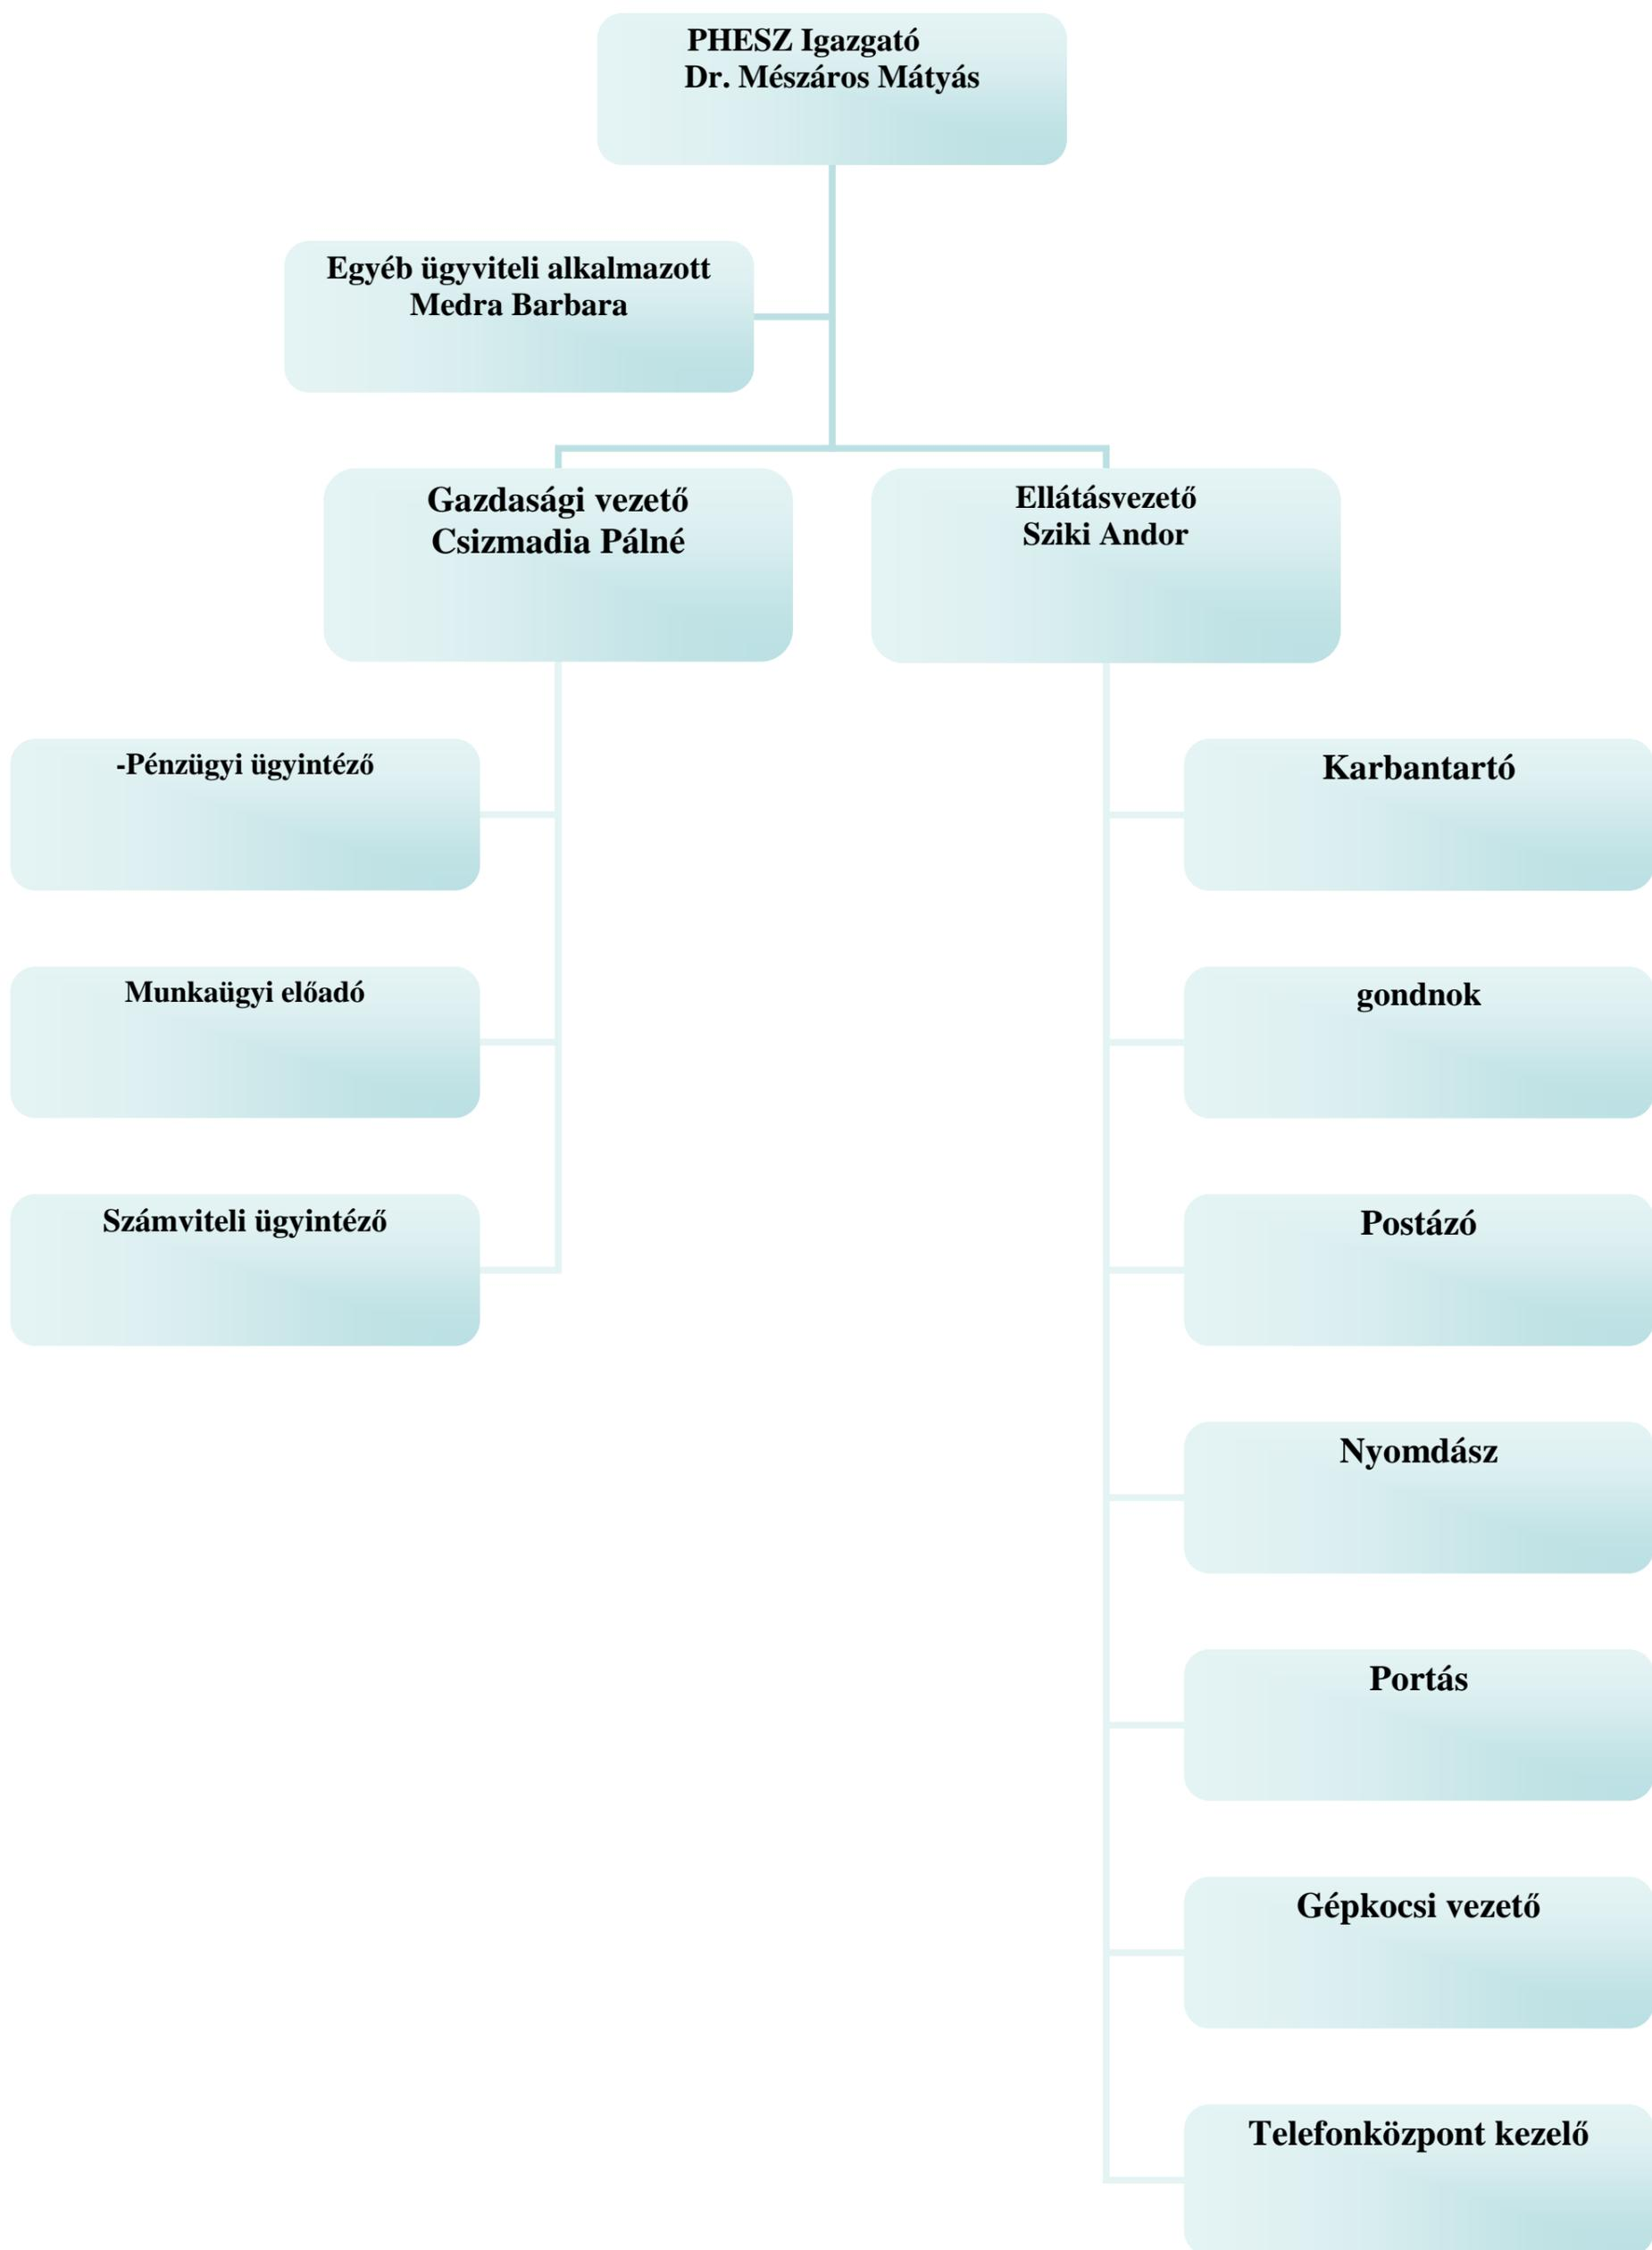 PHESZ Igazgató
Dr. Mészáros Mátyás
Egyéb ügyviteli alkalmazott
Medra Barbara
Gazdasági vezető
Csizmadia Pálné
Ellátásvezető
Sziki Andor
-Pénzügyi ügyintéző
Munkaügyi előadó
Számviteli ügyintéző
Karbantartó
gondnok
Postázó
Nyomdász
Portás
Gépkocsi vezető
Telefonközpont kezelő